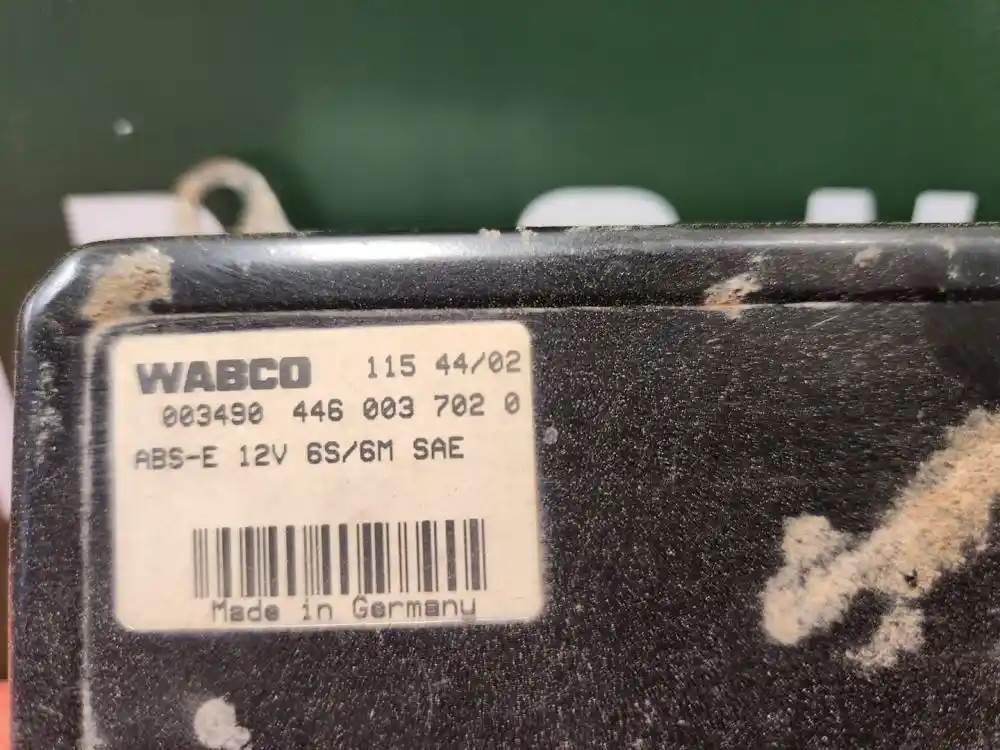 WABCO 115 44/02
003490 446 003 702 0
ABS-E 12V 6S/6M SAE
Made in Germany